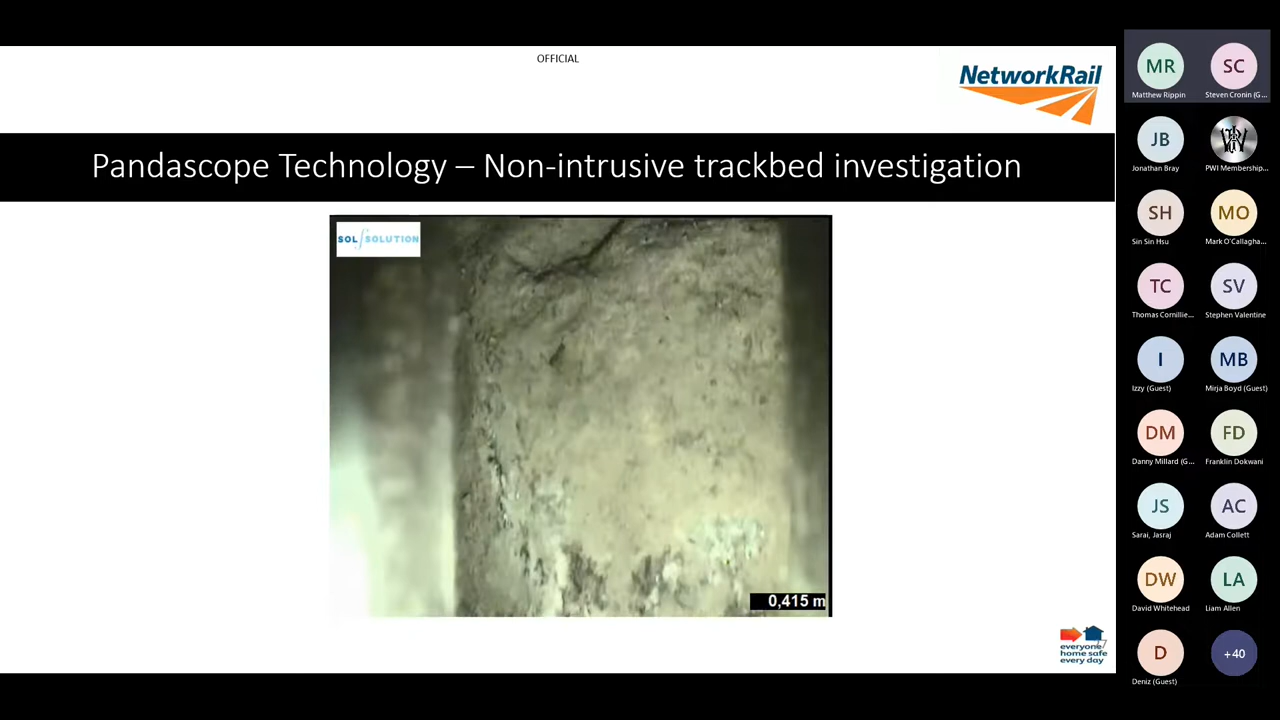 OFFICIAL
NetworkRail
Pandascope Technology – Non-intrusive trackbed investigation
SOL SOLUTION
0,415 m
everyone
home safe
every day
MR
SC
Matthew Rippin
Steven Cronin (G...
JB
Jonathan Bray
PWI Membership...
SH
MO
Sin Sin Hsu
Mark O'Callagha...
TC
SV
Thomas Cornillie...
Stephen Valentine
I
MB
Izzy (Guest)
Mirja Boyd (Guest)
DM
FD
Danny Millard (G...
Franklin Dokwani
JS
AC
Sarai, Jasraj
Adam Collett
DW
LA
David Whitehead
Liam Allen
D
+40
Deniz (Guest)